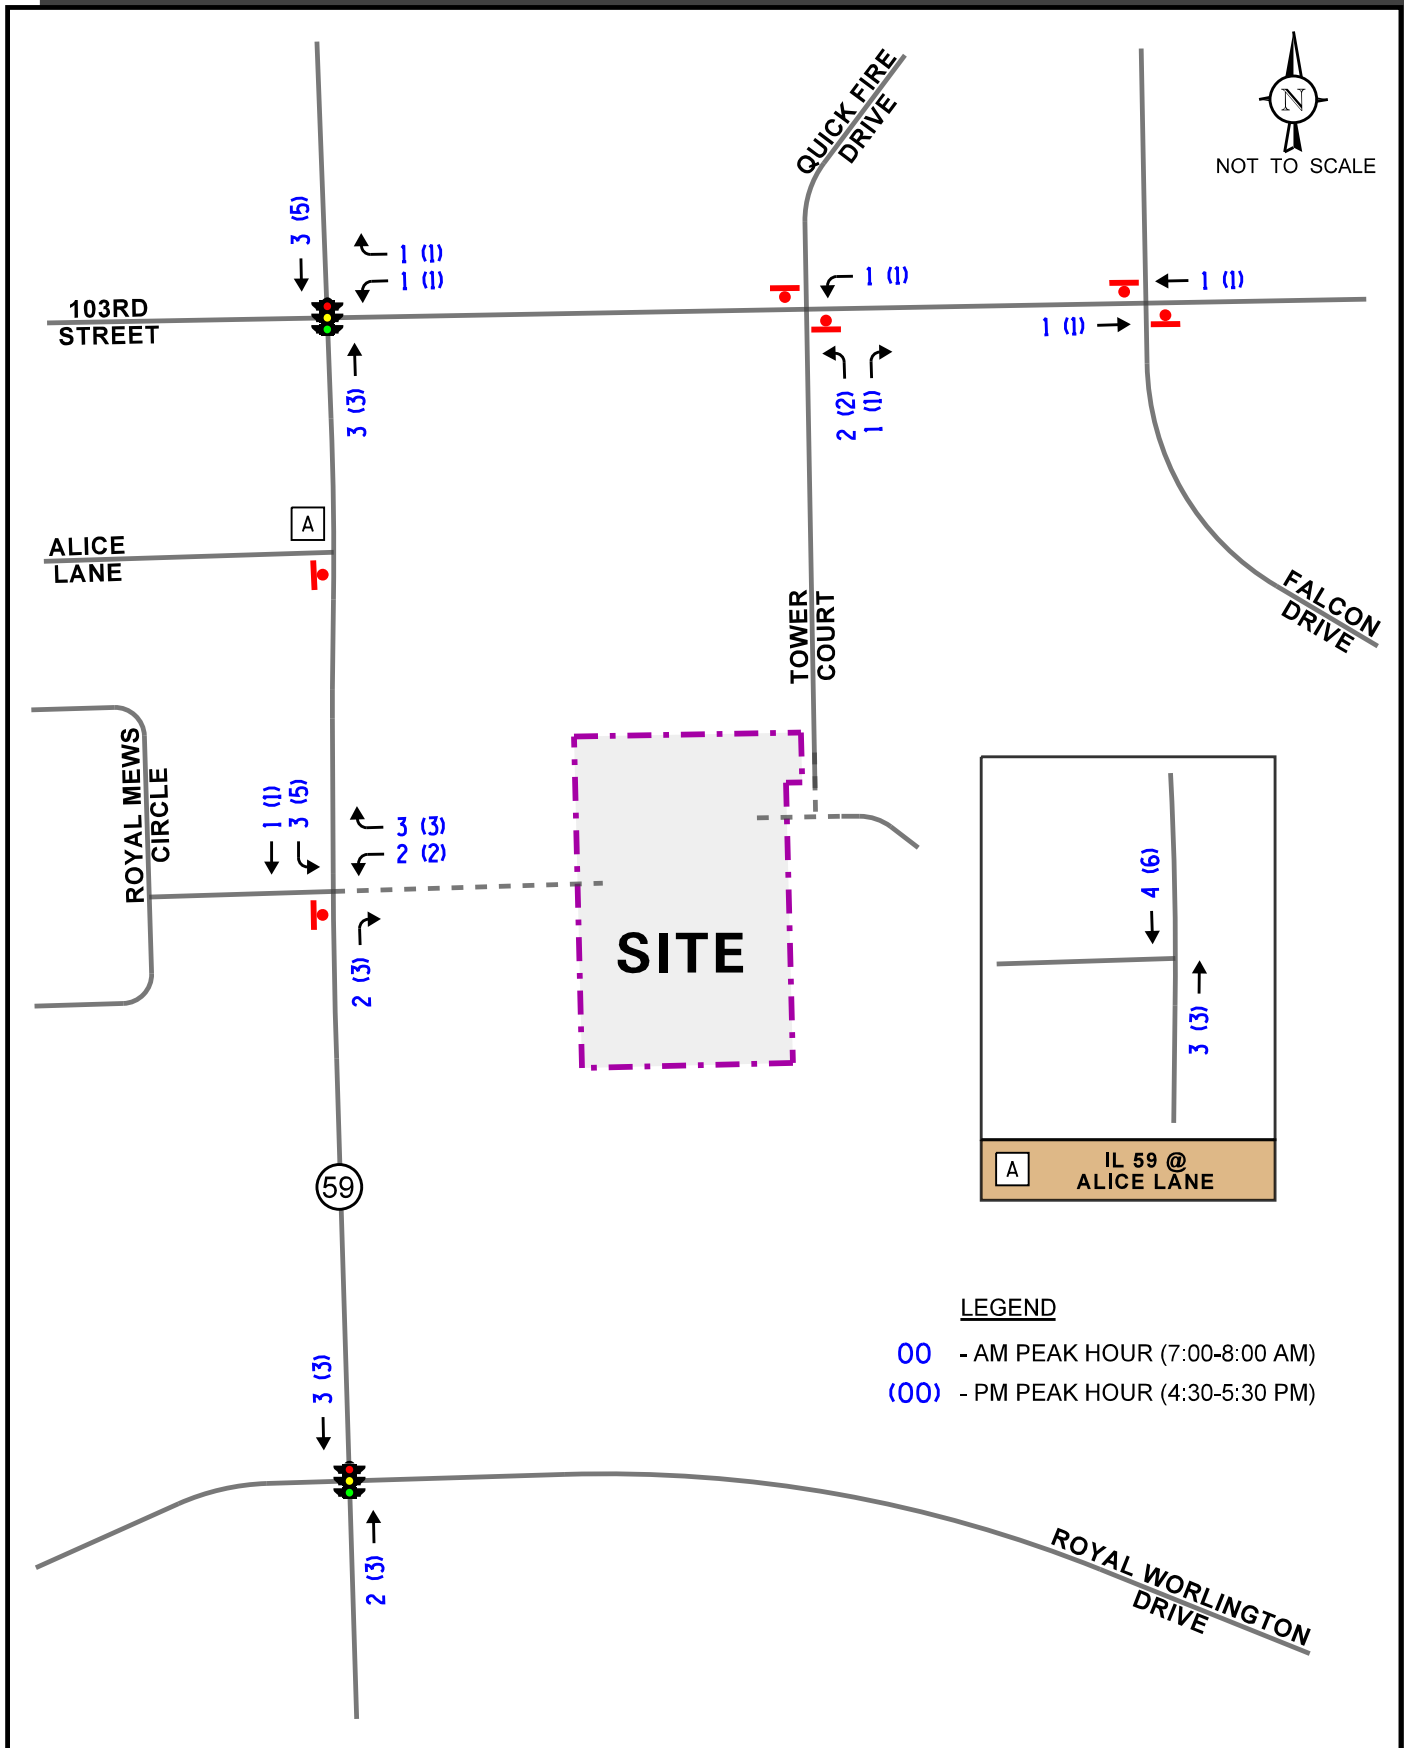 QUICK FIRE
DRIVE
N
NOT TO SCALE
3 (5)
1 (1)
1 (1)
103RD
STREET
3 (3)
1 (1)
2 (2)
1 (1)
1 (1)
1 (1)
A
ALICE
LANE
TOWER
COURT
FALCON
DRIVE
ROYAL MEWS
CIRCLE
1 (1)
3 (5)
3 (3)
2 (2)
2 (3)
SITE
4 (6)
3 (3)
A
IL 59 @
ALICE LANE
59
LEGEND
00 - AM PEAK HOUR (7:00-8:00 AM)
(00) - PM PEAK HOUR (4:30-5:30 PM)
3 (3)
2 (3)
ROYAL WORLINGTON
DRIVE